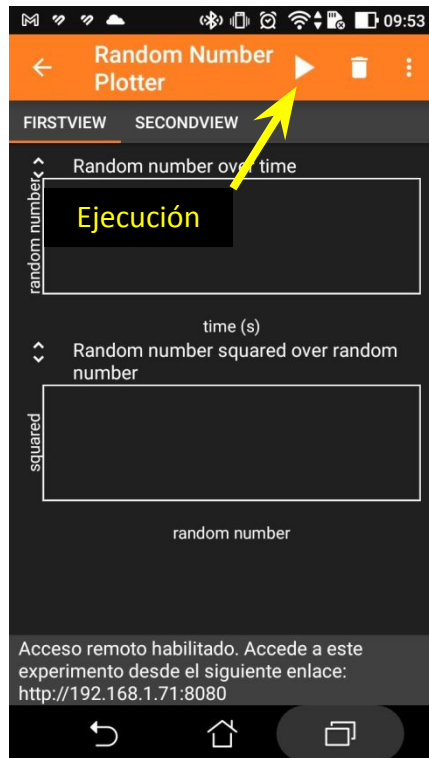 09:53
Random Number
Plotter
FIRSTVIEW SECONDVIEW
Random number over time
Ejecución
random number
time (s)
Random number squared over random
number
squared
random number
Acceso remoto habilitado. Accede a este
experimento desde el siguiente enlace:
http://192.168.1.71:8080